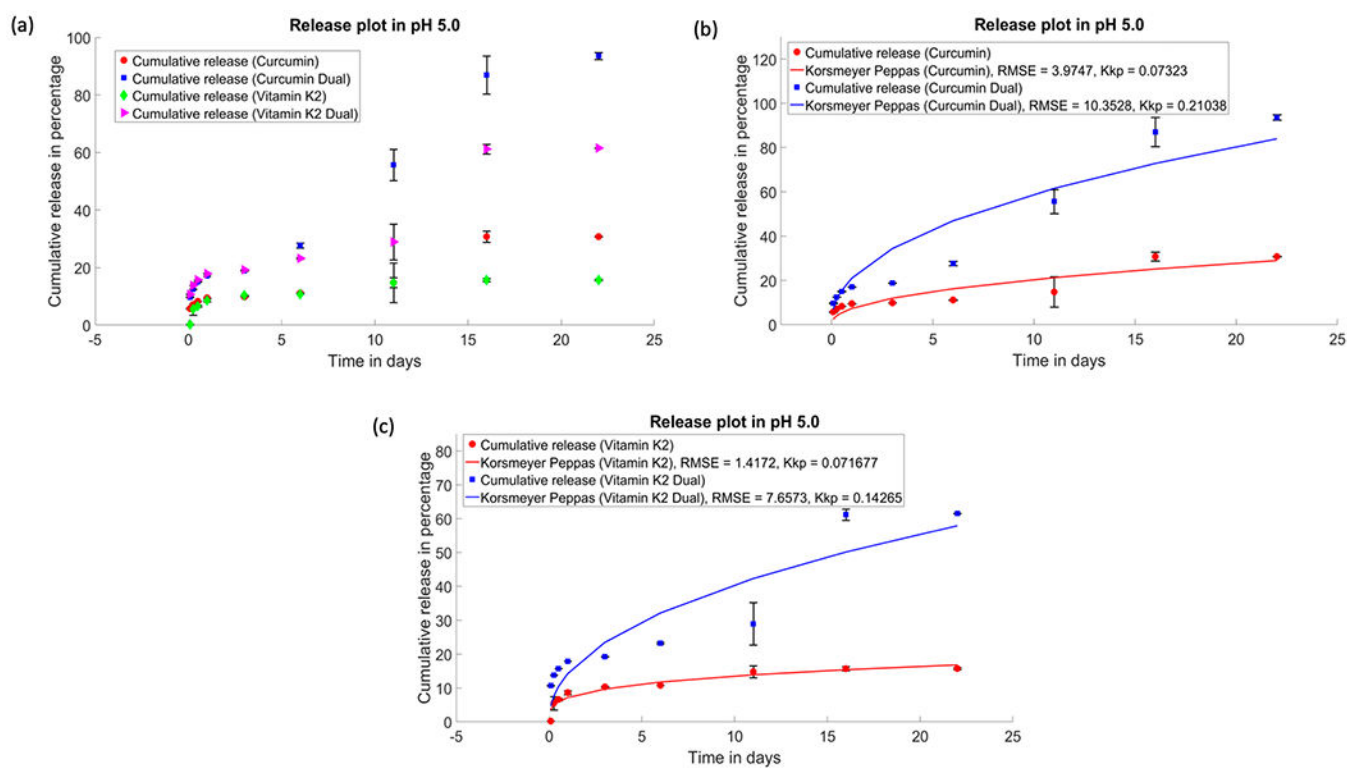 (a)
Release plot in pH 5.0
Cumulative release in percentage
100
80
60
40
20
0
Cumulative release (Curcumin)
Cumulative release (Curcumin Dual)
Cumulative release (Vitamin K2)
Cumulative release (Vitamin K2 Dual)
-5 0 5 10 15 20 25
Time in days
(b)
Release plot in pH 5.0
Cumulative release in percentage
120
100
80
60
40
20
0
Cumulative release (Curcumin)
Korsmeyer Peppas (Curcumin), RMSE = 3.9747, Kkp = 0.07323
Cumulative release (Curcumin Dual)
Korsmeyer Peppas (Curcumin Dual), RMSE = 10.3528, Kkp = 0.21038
-5 0 5 10 15 20 25
Time in days
(c)
Release plot in pH 5.0
Cumulative release in percentage
80
70
60
50
40
30
20
10
0
Cumulative release (Vitamin K2)
Korsmeyer Peppas (Vitamin K2), RMSE = 1.4172, Kkp = 0.071677
Cumulative release (Vitamin K2 Dual)
Korsmeyer Peppas (Vitamin K2 Dual), RMSE = 7.6573, Kkp = 0.14265
-5 0 5 10 15 20 25
Time in days